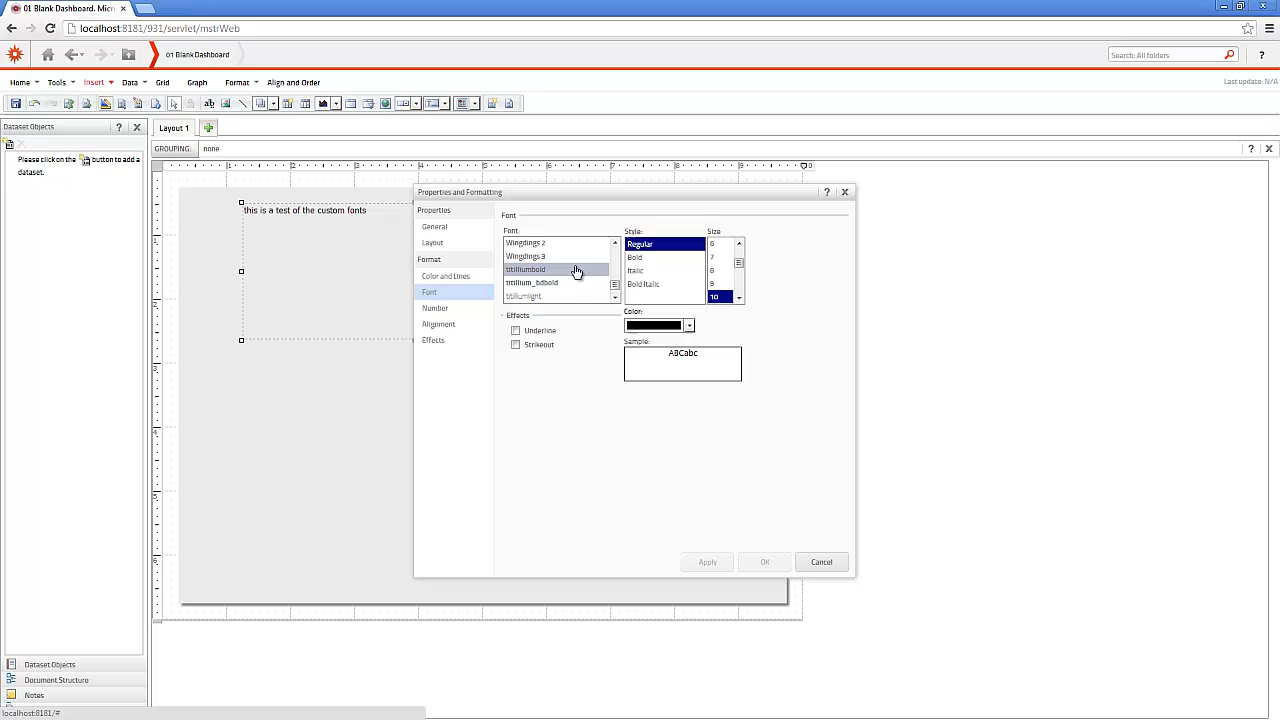 01 Blank Dashboard. Micr
localhost:8181/931/servlet/mstrWeb
01 Blank Dashboard
Search: All folders
Home Tools Insert Data Grid Graph Format Align and Order
Last update: N/A
Dataset Objects ?
Layout 1
Please click on the button to add a
dataset.
GROUPING: none
this is a test of the custom fonts
Properties and Formatting ?
Properties
General
Layout
Format
Color and Lines
Font
Number
Alignment
Effects
Font
Font: Style: Size
Wingdings 2
Wingdings 3
titilliumbold
titillium_bdbold
titiliumlight
Regular
Bold
Italic
Bold Italic
6
7
8
9
10
Effects
Underline
Strikeout
Color:
Sample:
ABCabc
Apply OK Cancel
Dataset Objects
Document Structure
Notes
localhost:8181/#